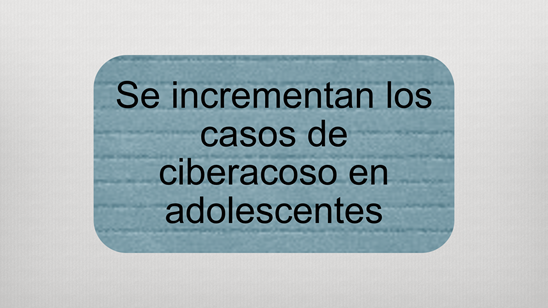 Se incrementan los
casos de
ciberacoso en
adolescentes